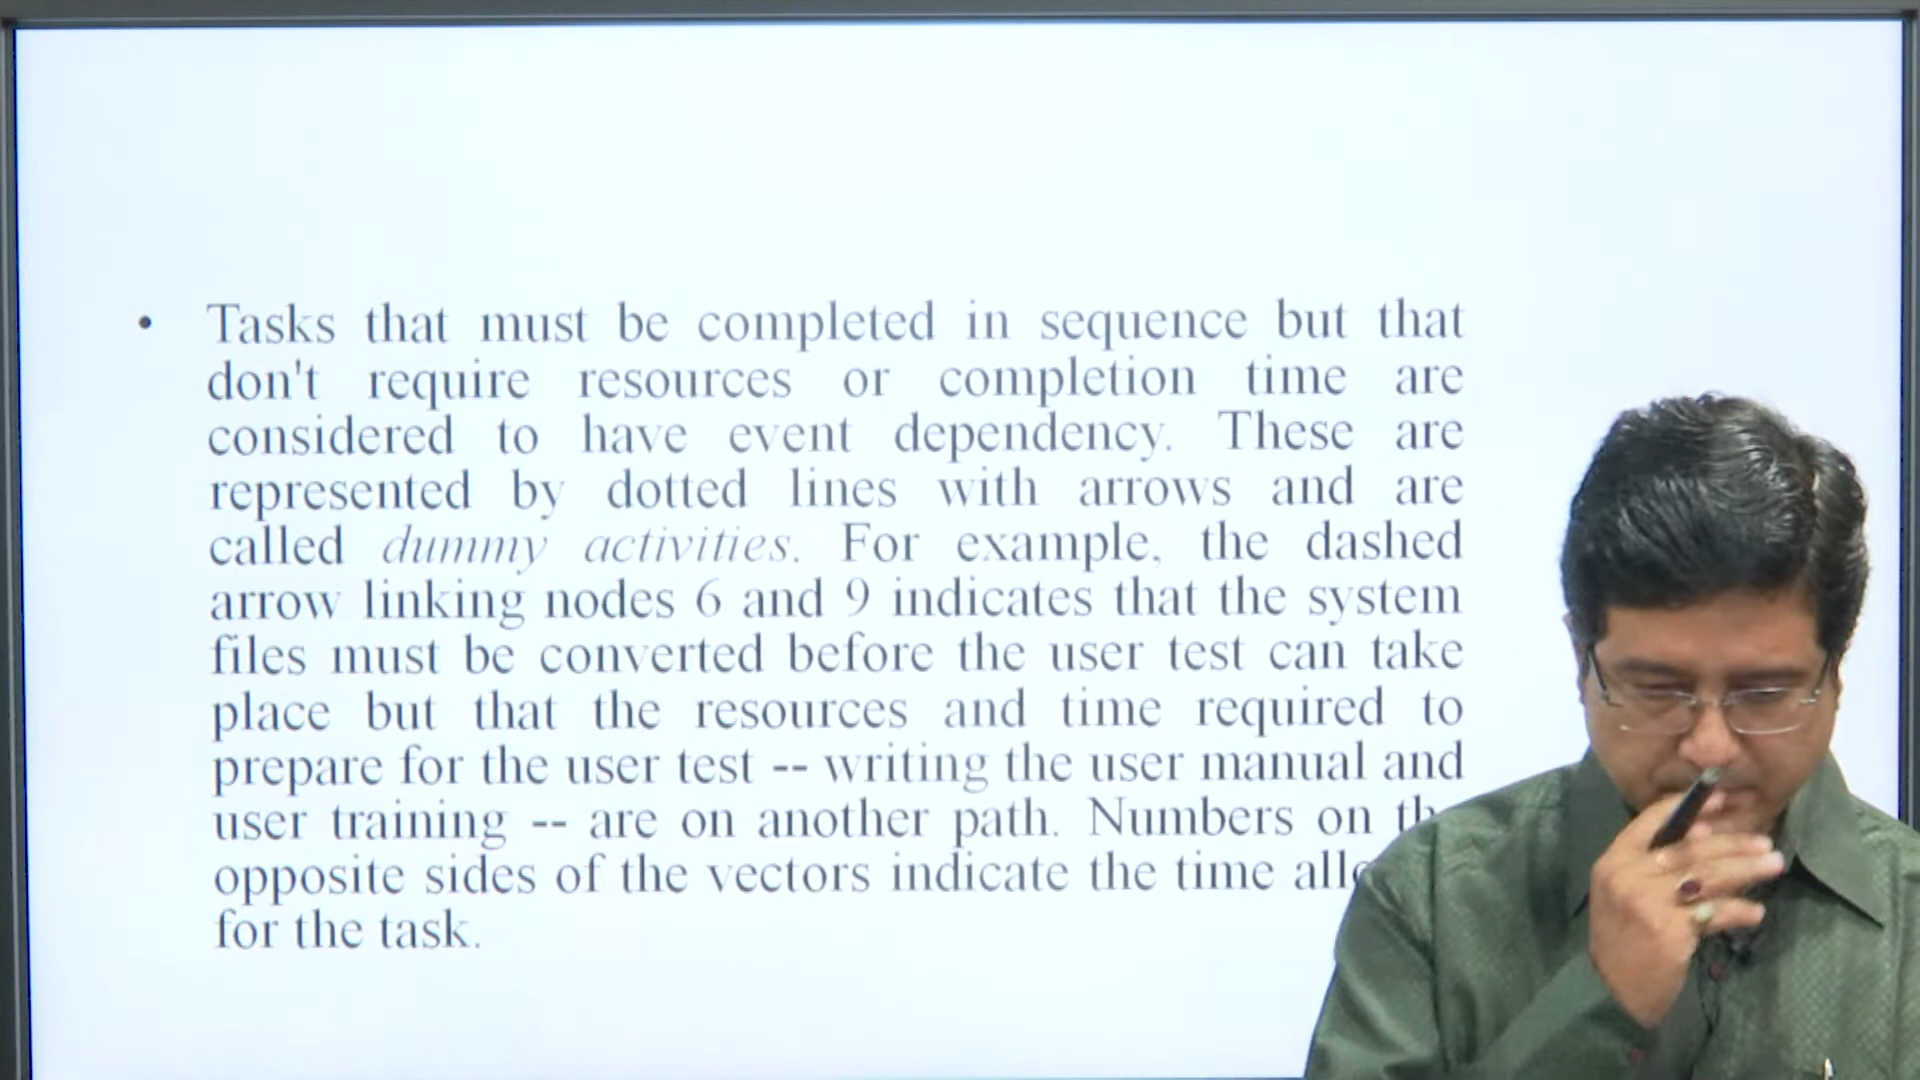 • Tasks that must be completed in sequence but that
don't require resources or completion time are
considered to have event dependency. These are
represented by dotted lines with arrows and are
called dummy activities. For example, the dashed
arrow linking nodes 6 and 9 indicates that the system
files must be converted before the user test can take
place but that the resources and time required to
prepare for the user test -- writing the user manual and
user training -- are on another path. Numbers on
opposite sides of the vectors indicate the time
for the task.